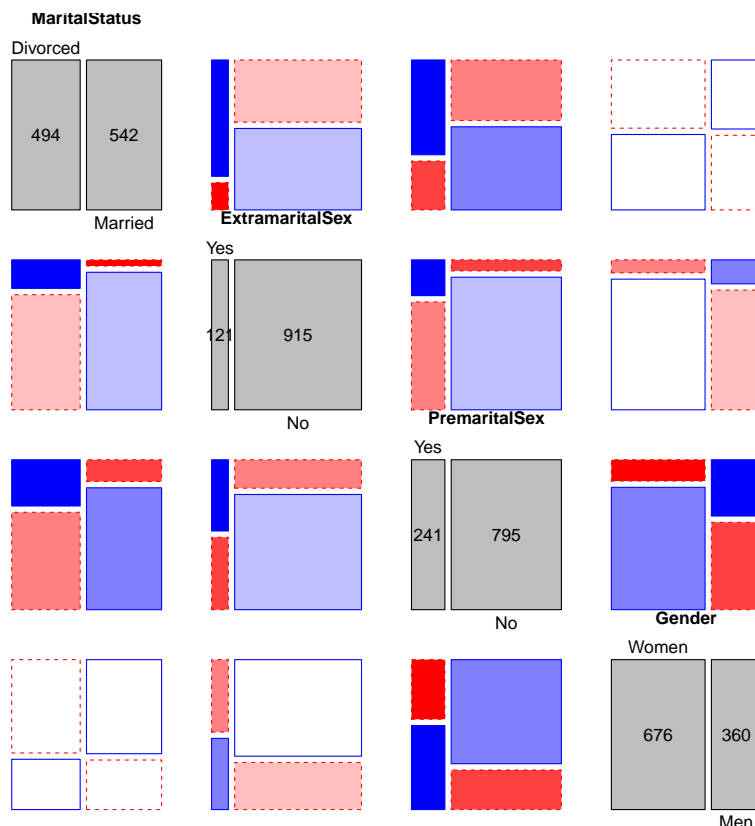 MaritalStatus
Divorced
494 542
Married
ExtramaritalSex
Yes
121 915
No
PremaritalSex
Yes
241 795
No
Gender
Women
676 360
Men